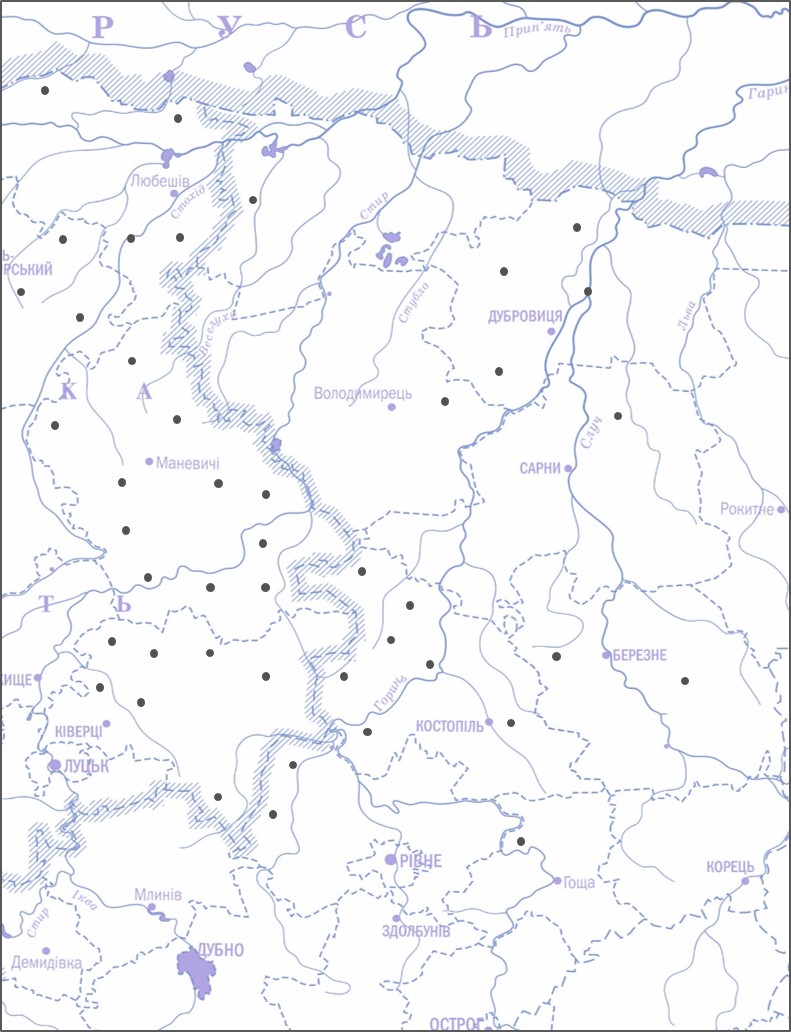 Р У С Ь
Прип'ять
Гарин
Любешів
Стохід
Стир
Ь-
РСЬКИЙ
Стубло
Льва
ДУБРОВИЦЯ
Веселуха
К А
Володимирець
Случ
Маневичі
САРНИ
Рокитне
Т Ь
БЕРЕЗНЕ
ИЩЕ
Горинь
КОСТОПІЛЬ
КІВЕРЦІ
ЛУЦЬК
РІВНЕ
КОРЕЦЬ
Гоща
Млинів
Іква
Стир
ЗДОЛБУНІВ
ДУБНО
Демидівка
ОСТРОГ